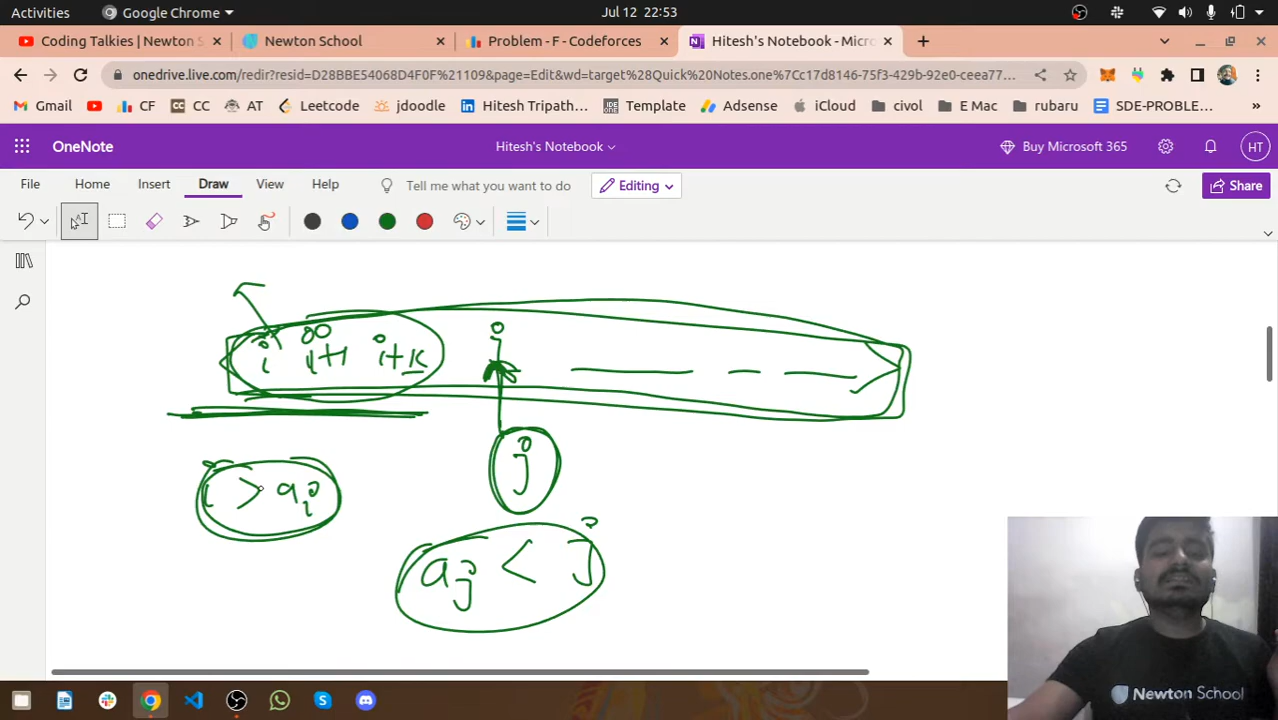 Activities
Google Chrome
Jul 12 22:53
Coding Talkies | Newton S
Newton School
Problem - F - Codeforces
Hitesh's Notebook - Micro
onedrive.live.com/redir?resid=D28BBE54068D4F0F%21109&page=Edit&wd=target%28Quick%20Notes.one%7Cc17d8146-75f3-429b-92e0-ceea77...
Gmail
CF
CC
AT
Leetcode
jdoodle
Hitesh Tripath...
Template
Adsense
iCloud
civol
E Mac
rubaru
SDE-PROBLE...
OneNote
Hitesh's Notebook
Buy Microsoft 365
HT
File
Home
Insert
Draw
View
Help
Tell me what you want to do
Editing
Share
i i+1 i+k j
j
i > ai
aj < j
Newton School